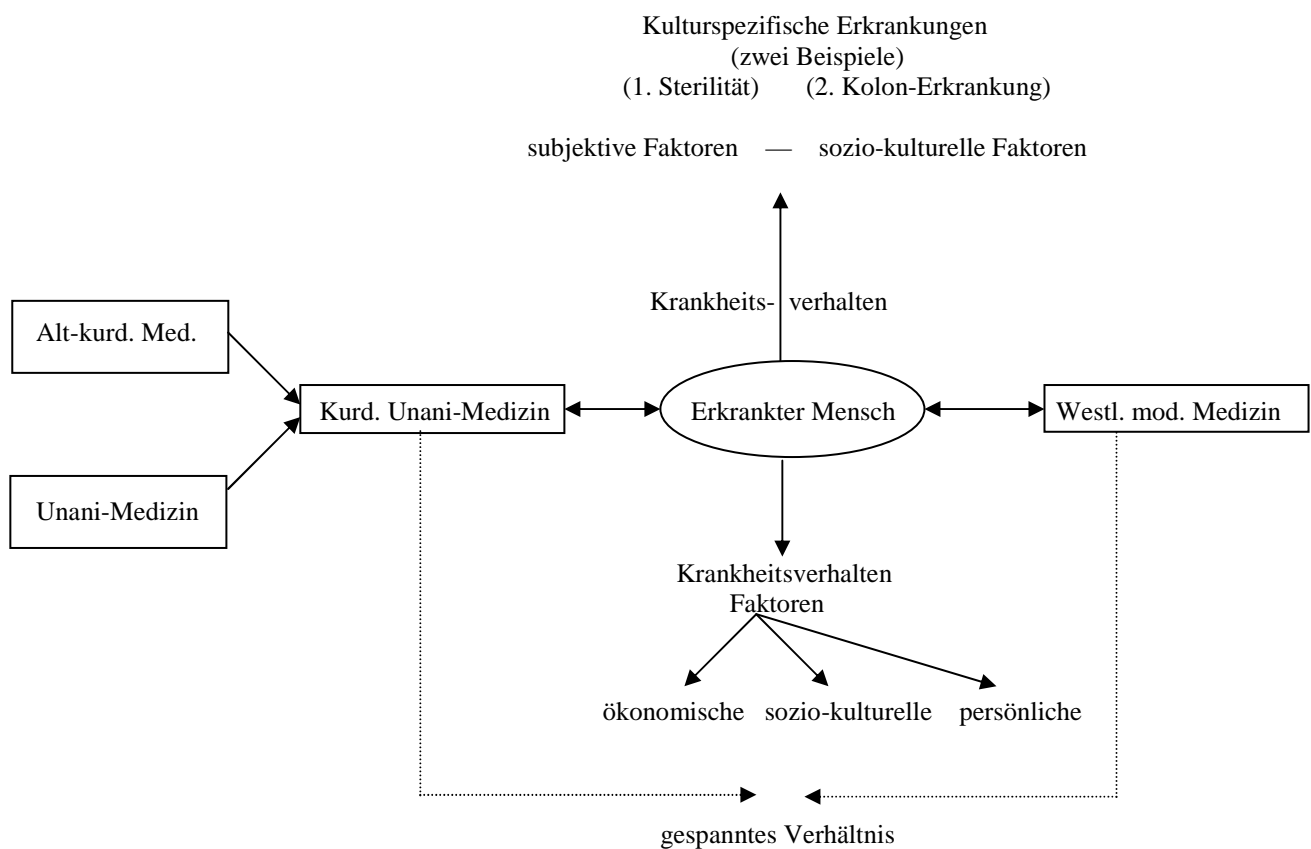 Kulturspezifische Erkrankungen
(zwei Beispiele)
(1. Sterilität) (2. Kolon-Erkrankung)
subjektive Faktoren — sozio-kulturelle Faktoren
Krankheits- verhalten
Alt-kurd. Med.
Kurd. Unani-Medizin
Erkrankter Mensch
Westl. mod. Medizin
Unani-Medizin
Krankheitsverhalten
Faktoren
ökonomische sozio-kulturelle persönliche
gespanntes Verhältnis